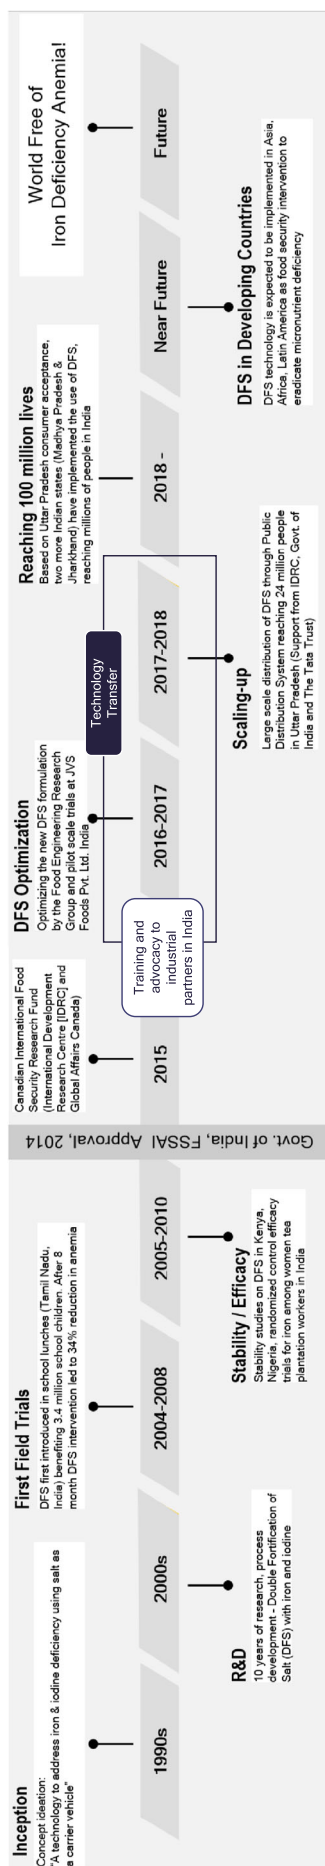 Inception
Concept ideation:
"A technology to address iron & iodine deficiency using salt as
a carrier vehicle"
1990s
2000s
R&D
10 years of research, process
development - Double Fortification of
Salt (DFS) with iron and iodine
First Field Trials
DFS first introduced in school lunches (Tamil Nadu,
India) benefiting 3.4 million school children. After 8
month DFS intervention led to 34% reduction in anemia
2004-2008
2005-2010
Stability / Efficacy
Stability studies on DFS in Kenya,
Nigeria, randomized control efficacy
trials for iron among women tea
plantation workers in India
Govt. of India, FSSAI Approval, 2014
Canadian International Food
Security Research Fund
(International Development
Research Centre [IDRC] and
Global Affairs Canada)
2015
Training and
advocacy to
industrial
partners in India
DFS Optimization
Optimizing the new DFS formulation
by the Food Engineering Research
Group and pilot scale trials at JVS
Foods Pvt. Ltd. India
2016-2017
Technology
Transfer
2017-2018
Scaling-up
Large scale distribution of DFS through Public
Distribution System reaching 24 million people
in Uttar Pradesh (Support from IDRC, Govt. of
India and The Tata Trust)
Reaching 100 million lives
Based on Uttar Pradesh consumer acceptance,
two more Indian states (Madhya Pradesh &
Jharkhand) have implemented the use of DFS,
reaching millions of people in India
2018 -
Near Future
DFS in Developing Countries
DFS technology is expected to be implemented in Asia,
Africa, Latin America as food security intervention to
eradicate micronutrient deficiency
World Free of
Iron Deficiency Anemia!
Future